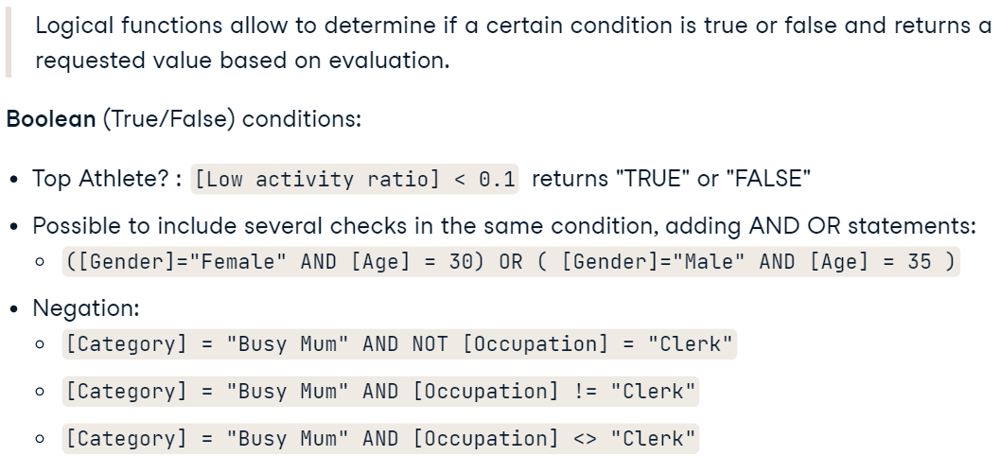 Logical functions allow to determine if a certain condition is true or false and returns a
requested value based on evaluation.
Boolean (True/False) conditions:
• Top Athlete? : [Low activity ratio] < 0.1 returns "TRUE" or "FALSE"
• Possible to include several checks in the same condition, adding AND OR statements:
○ ([Gender]="Female" AND [Age] = 30) OR ( [Gender]="Male" AND [Age] = 35 )
• Negation:
○ [Category] = "Busy Mum" AND NOT [Occupation] = "Clerk"
○ [Category] = "Busy Mum" AND [Occupation] != "Clerk"
○ [Category] = "Busy Mum" AND [Occupation] <> "Clerk"